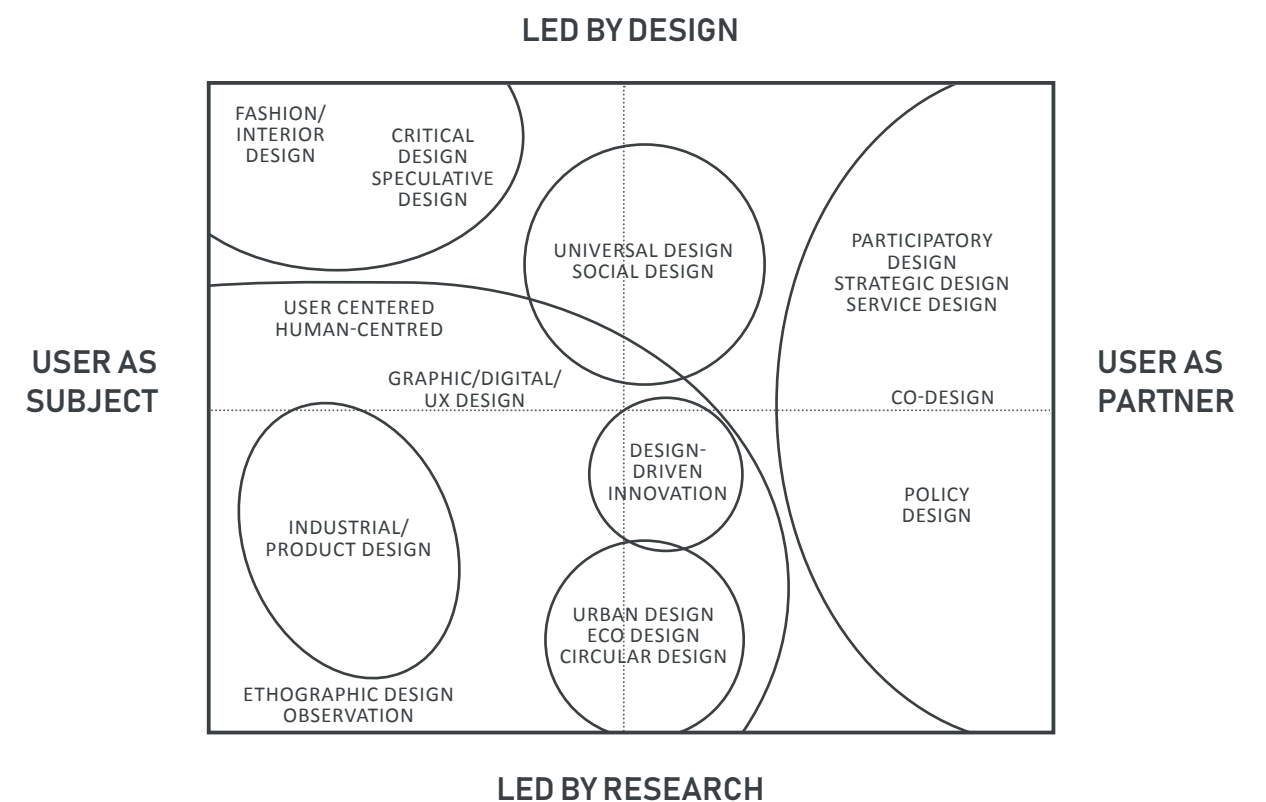 LED BY DESIGN
FASHION/
INTERIOR
DESIGN
CRITICAL
DESIGN
SPECULATIVE
DESIGN
UNIVERSAL DESIGN
SOCIAL DESIGN
PARTICIPATORY
DESIGN
STRATEGIC DESIGN
SERVICE DESIGN
USER CENTERED
HUMAN-CENTRED
USER AS
SUBJECT
GRAPHIC/DIGITAL/
UX DESIGN
CO-DESIGN
USER AS
PARTNER
DESIGN-
DRIVEN
INNOVATION
POLICY
DESIGN
INDUSTRIAL/
PRODUCT DESIGN
URBAN DESIGN
ECO DESIGN
CIRCULAR DESIGN
ETHOGRAPHIC DESIGN
OBSERVATION
LED BY RESEARCH